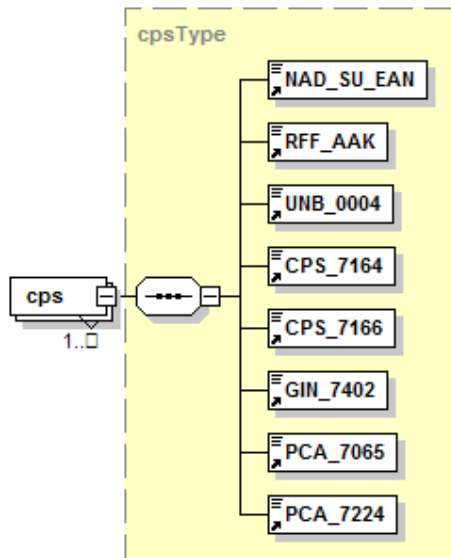 cpsType
NAD_SU_EAN
RFF_AAK
UNB_0004
CPS_7164
cps
1..□
CPS_7166
GIN_7402
PCA_7065
PCA_7224